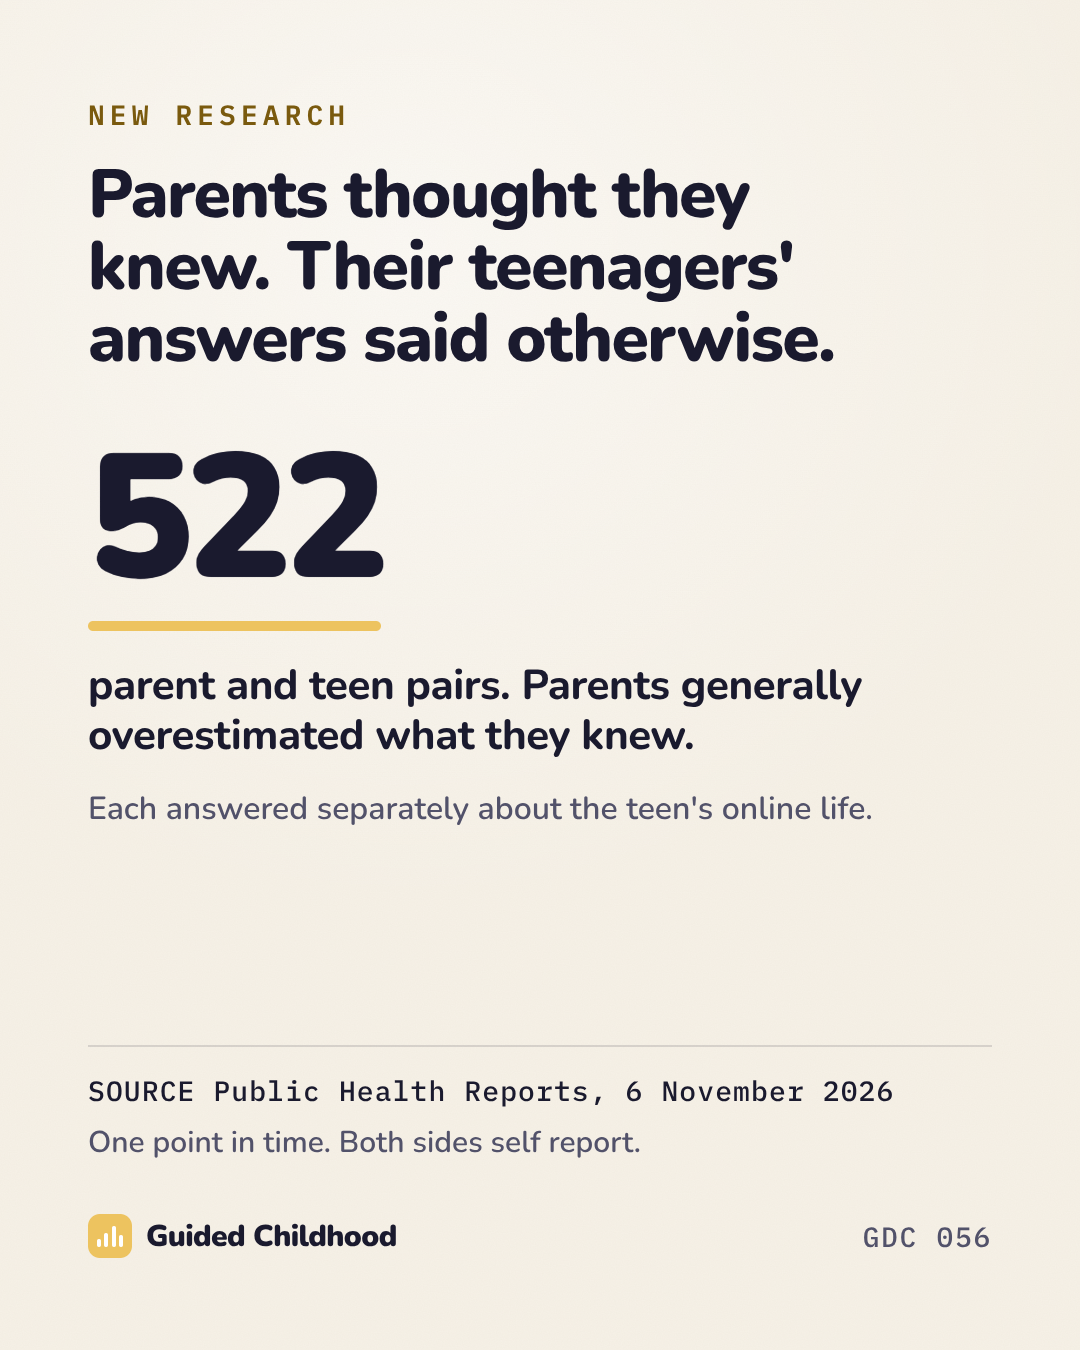 NEW RESEARCH
Parents thought they
knew. Their teenagers'
answers said otherwise.
522
parent and teen pairs. Parents generally
overestimated what they knew.
Each answered separately about the teen's online life.
SOURCE Public Health Reports, 6 November 2026
One point in time. Both sides self report.
Guided Childhood
GDC 056